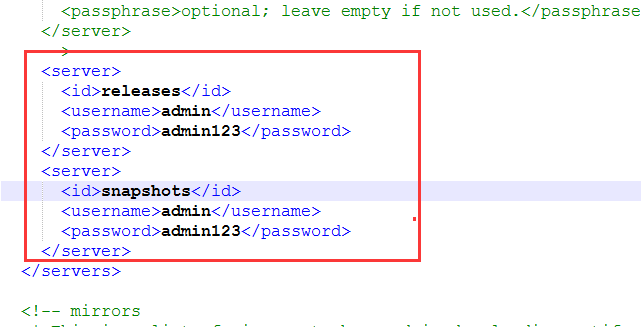 <passphrase>optional; leave empty if not used.</passphrase
</server>
>
<server>
<id>releases</id>
<username>admin</username>
<password>admin123</password>
</server>
<server>
<id>snapshots</id>
<username>admin</username>
<password>admin123</password>
</server>
</servers>
<!-- mirrors